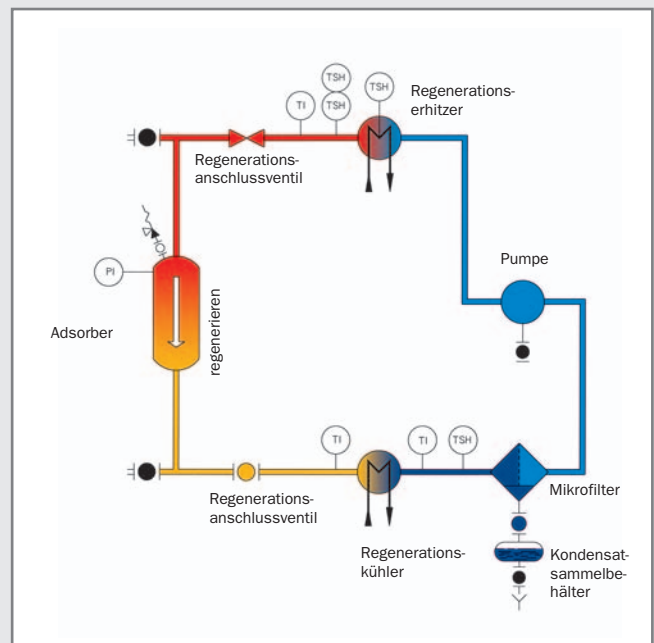 TSH
TSH
TSH
TI
Regenerations-
erhitzer
Regenerations-
anschlussventil
PI
Adsorber
regenerieren
Pumpe
TI
TI
TSH
Regenerations-
anschlussventil
Regenerations-
kühler
Mikrofilter
Kondensat-
sammelbe-
hälter